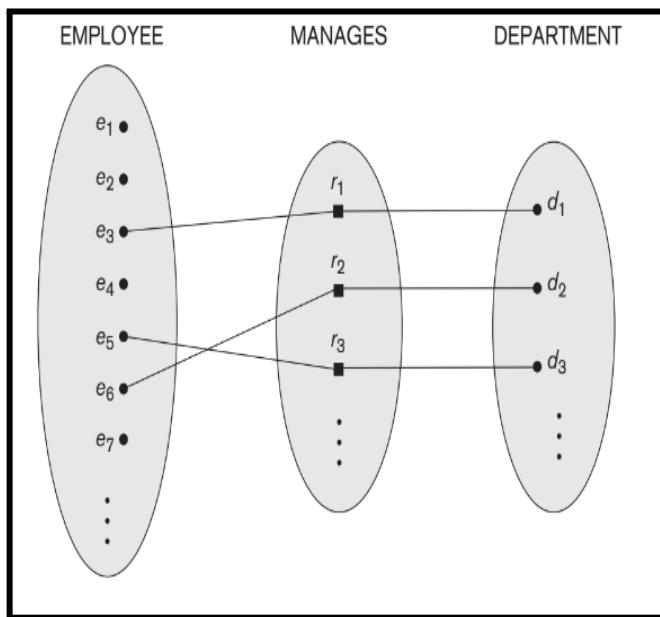 EMPLOYEE MANAGES DEPARTMENT
e1
e2
e3
e4
e5
e6
e7
r1
r2
r3
d1
d2
d3